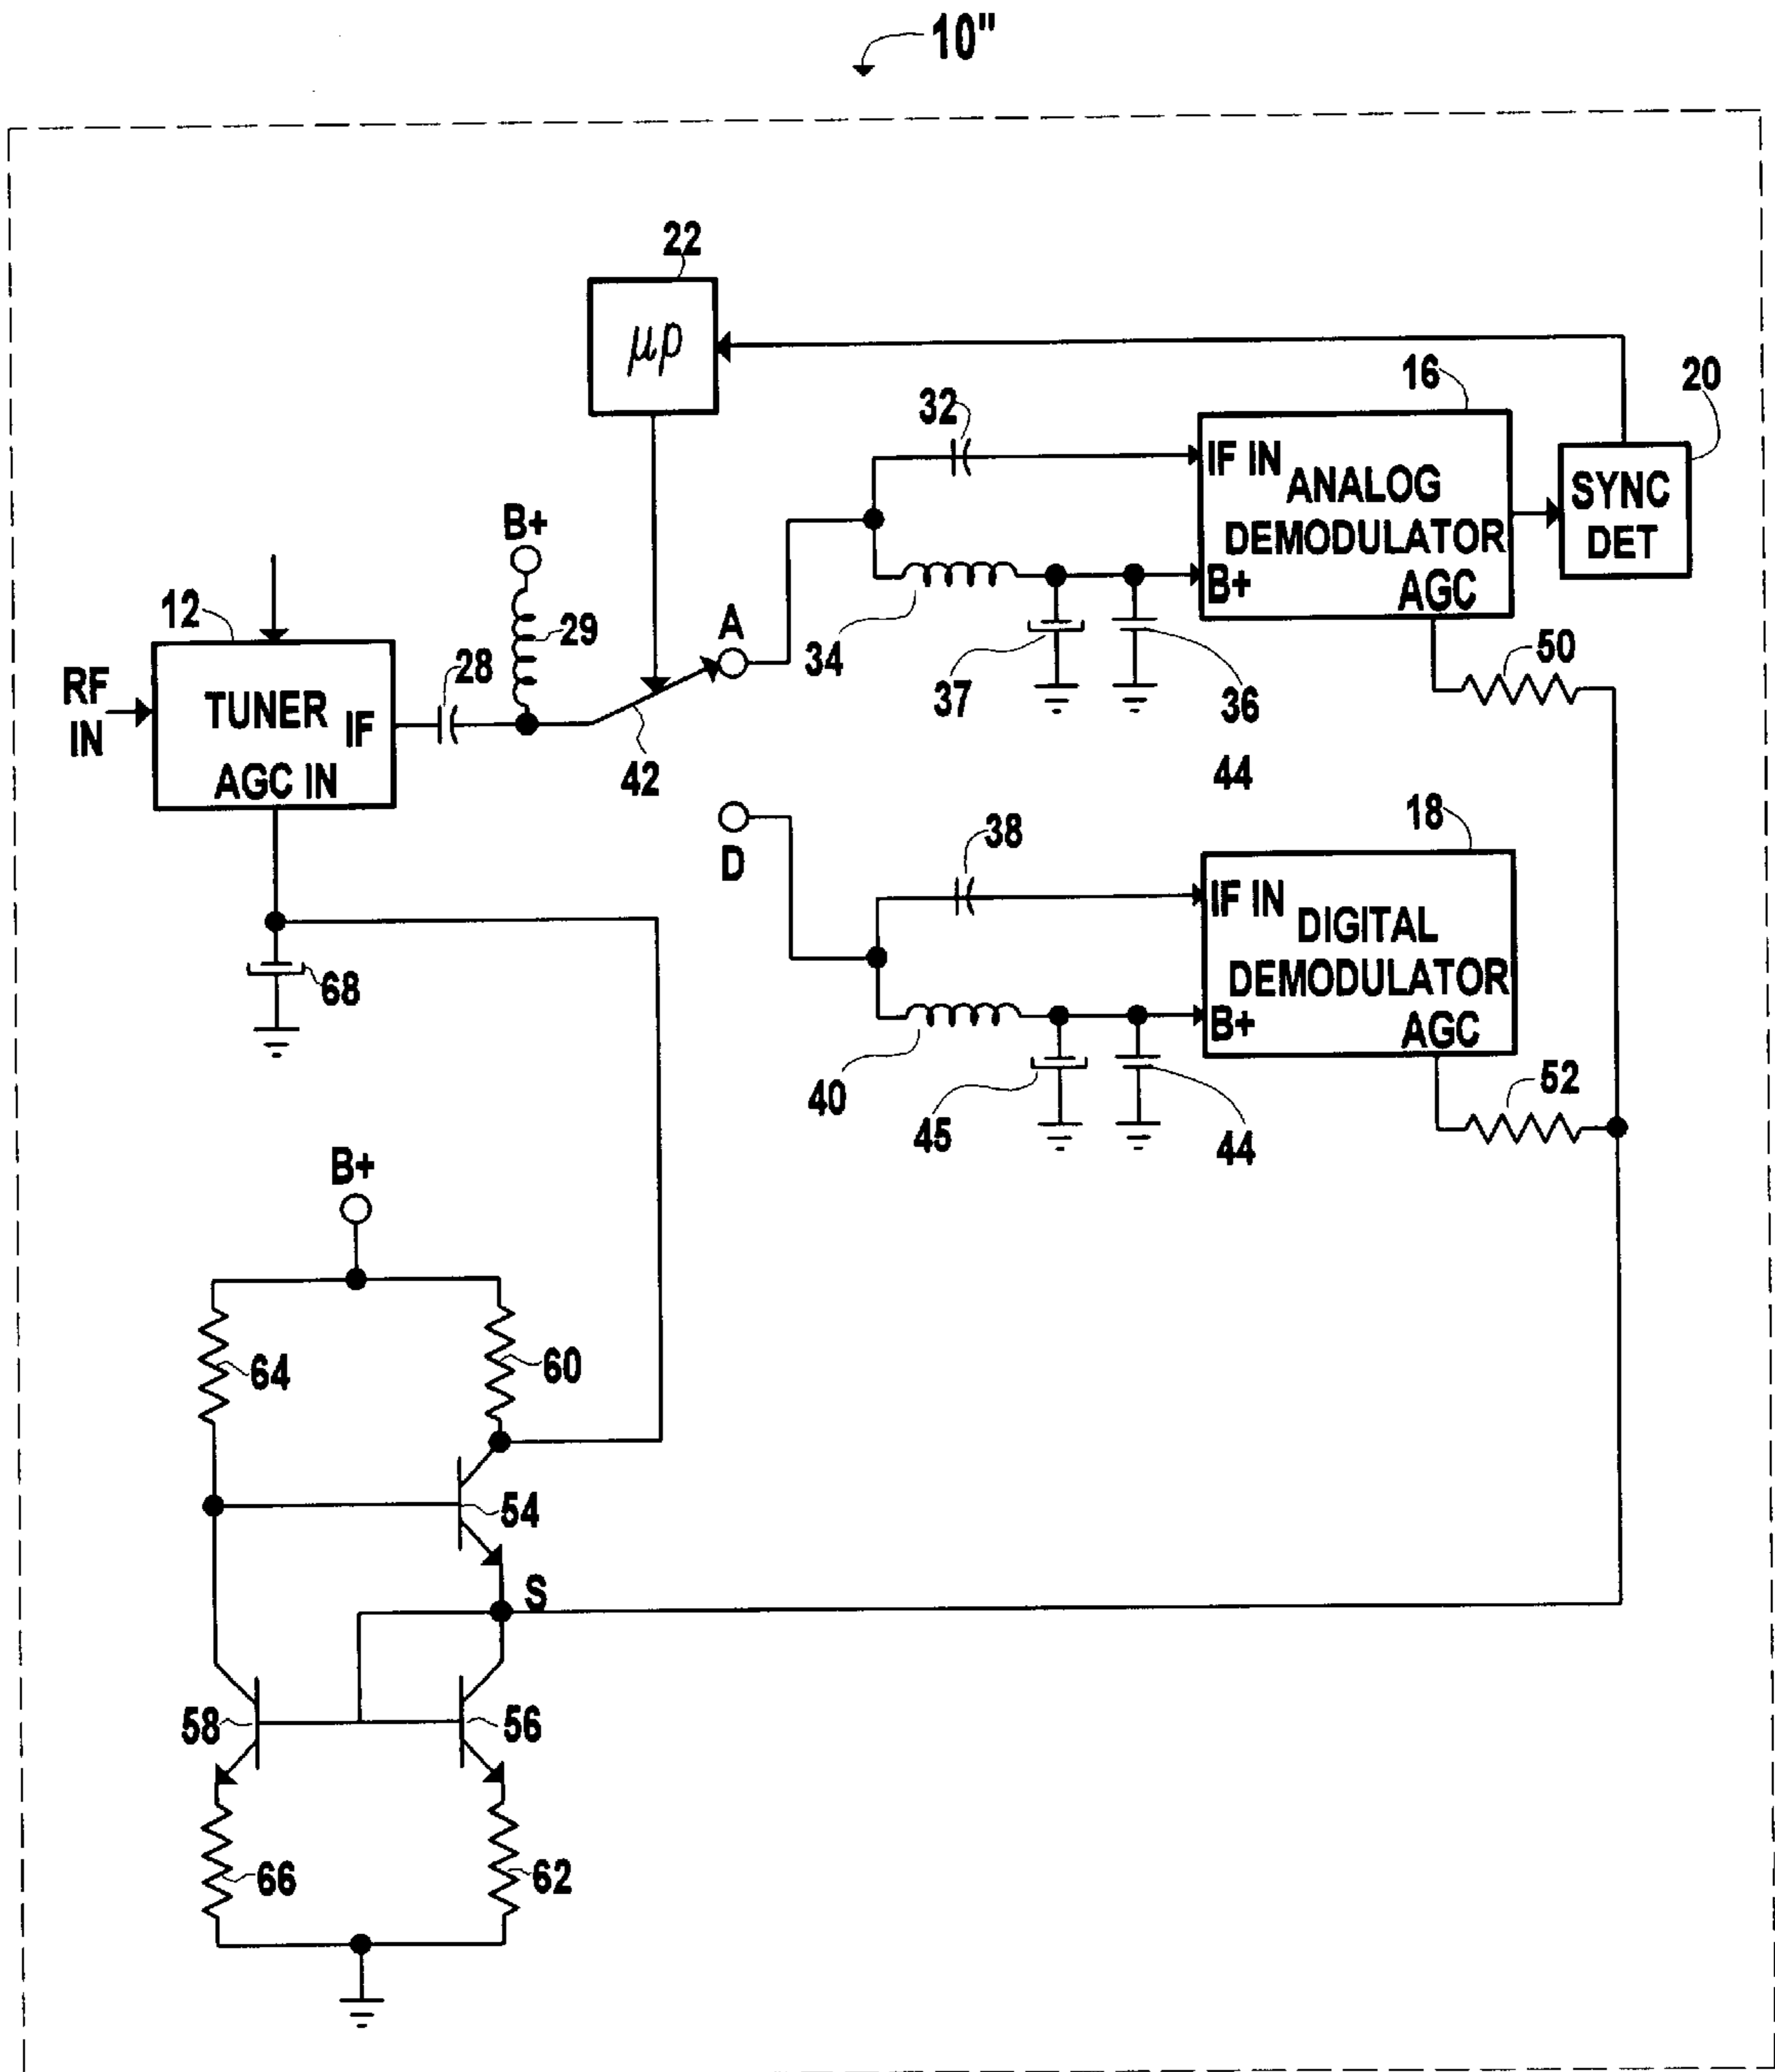 10"
22
μp
16
20
32
IF IN
ANALOG
DEMODULATOR
B+
AGC
SYNC
DET
B+
29
A
12
28
34
37
36
50
RF
IN
TUNER
IF
AGC IN
42
44
D
38
18
IF IN
DIGITAL
DEMODULATOR
B+
AGC
68
40
45
44
52
B+
64
60
54
S
58
56
66
62